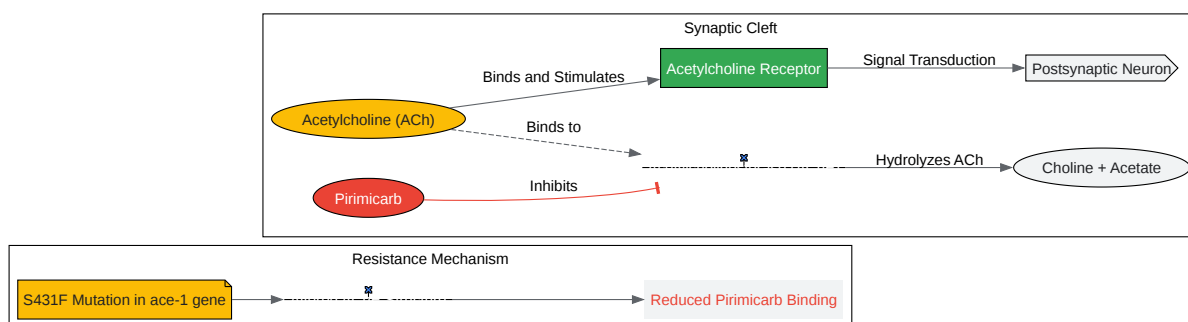 Synaptic Cleft
Acetylcholine Receptor
Signal Transduction
Postsynaptic Neuron
Binds and Stimulates
Acetylcholine (ACh)
Binds to
Hydrolyzes ACh
Choline + Acetate
Pirimicarb
Inhibits
Resistance Mechanism
S431F Mutation in ace-1 gene
Reduced Pirimicarb Binding